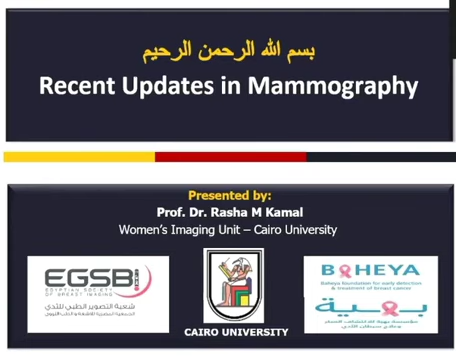 بسم الله الرحمن الرحيم
Recent Updates in Mammography
Presented by:
Prof. Dr. Rasha M Kamal
Women's Imaging Unit – Cairo University
EGSBI
EGYPTIAN SOCIETY
OF BREAST IMAGING
شعبة التصوير الطبي للثدي
CAIRO UNIVERSITY
BAHEYA
Baheya foundation for early detection
& treatment of breast cancer
بهية